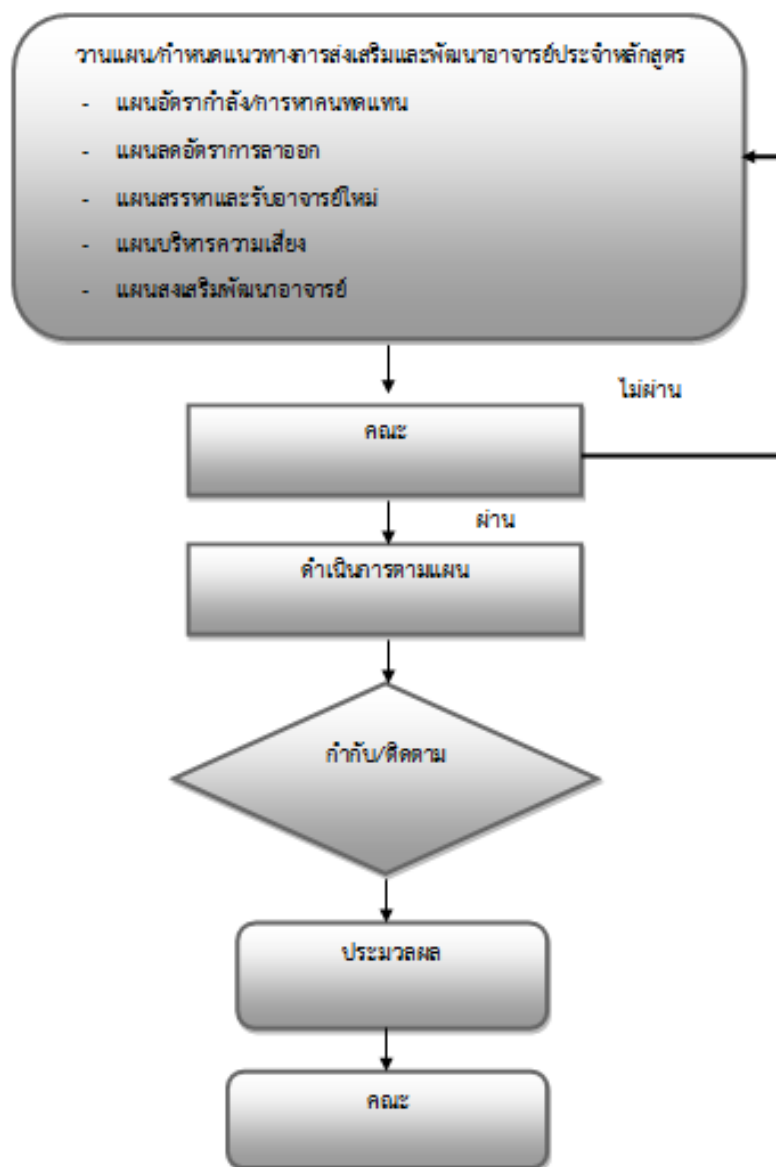 วานแผน/กำหนดแนวทางการส่งเสริมและพัฒนาอาจารย์ประจำหลักสูตร
- แผนอัตรากำลัง/การหาคนทดแทน
- แผนลดอัตราการลาออก
- แผนสรรหาและรับอาจารย์ใหม่
- แผนบริหารความเสี่ยง
- แผนสงเสริมพัฒนาอาจารย์
ไม่ผ่าน
คณะ
ผ่าน
ดำเนินการตามแผน
กำกับ/ติดตาม
ประมวลผล
คณะ